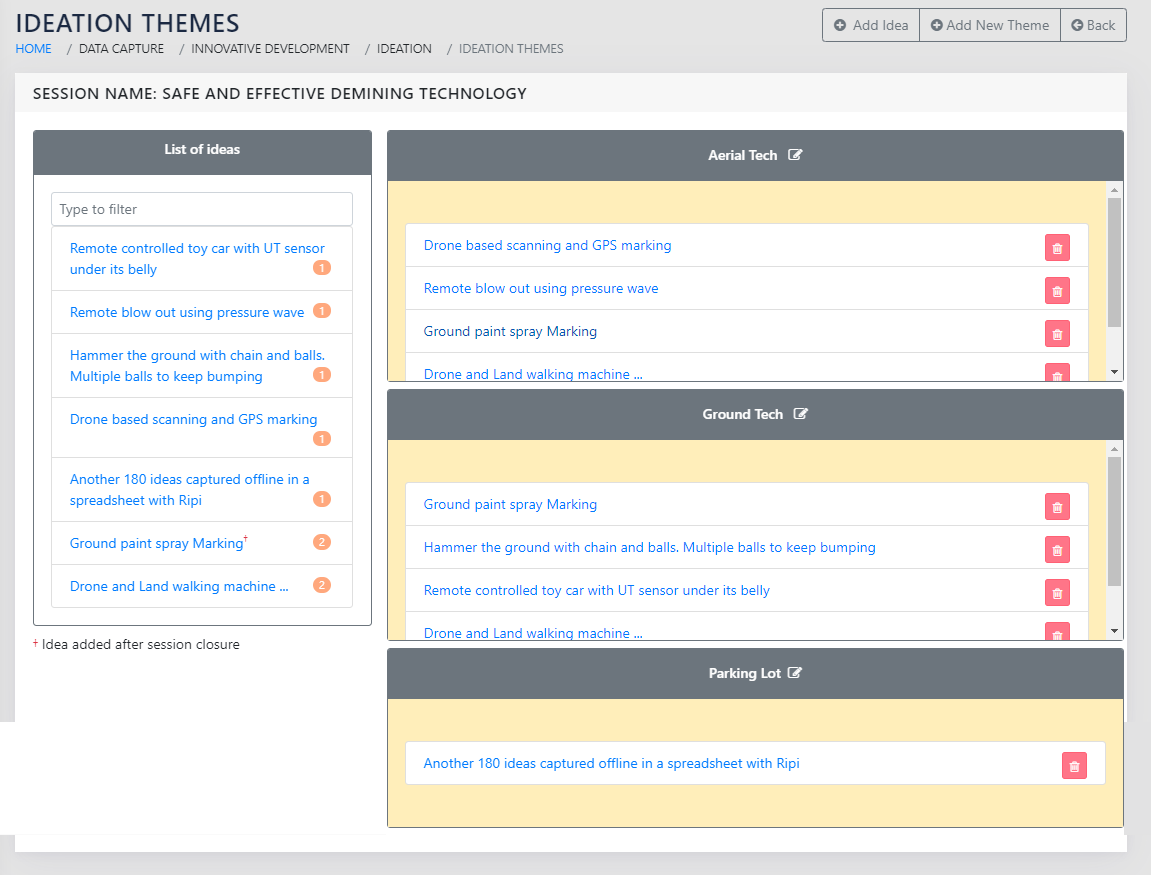 IDEATION THEMES
Add Idea
Add New Theme
Back
HOME / DATA CAPTURE / INNOVATIVE DEVELOPMENT / IDEATION / IDEATION THEMES
SESSION NAME: SAFE AND EFFECTIVE DEMINING TECHNOLOGY
List of ideas
Type to filter
Remote controlled toy car with UT sensor
under its belly 1
Remote blow out using pressure wave 1
Hammer the ground with chain and balls.
Multiple balls to keep bumping 1
Drone based scanning and GPS marking
1
Another 180 ideas captured offline in a
spreadsheet with Ripi 1
Ground paint spray Marking† 2
Drone and Land walking machine ... 2
† Idea added after session closure
Aerial Tech
Drone based scanning and GPS marking
Remote blow out using pressure wave
Ground paint spray Marking
Drone and Land walking machine ...
Ground Tech
Ground paint spray Marking
Hammer the ground with chain and balls. Multiple balls to keep bumping
Remote controlled toy car with UT sensor under its belly
Drone and Land walking machine ...
Parking Lot
Another 180 ideas captured offline in a spreadsheet with Ripi